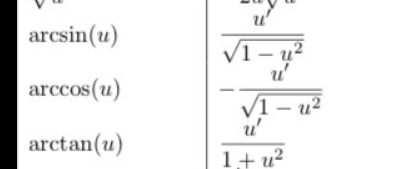 arcsin(u) u′/√(1 − u²)
arccos(u) −u′/√(1 − u²)
arctan(u) u′/(1 + u²)